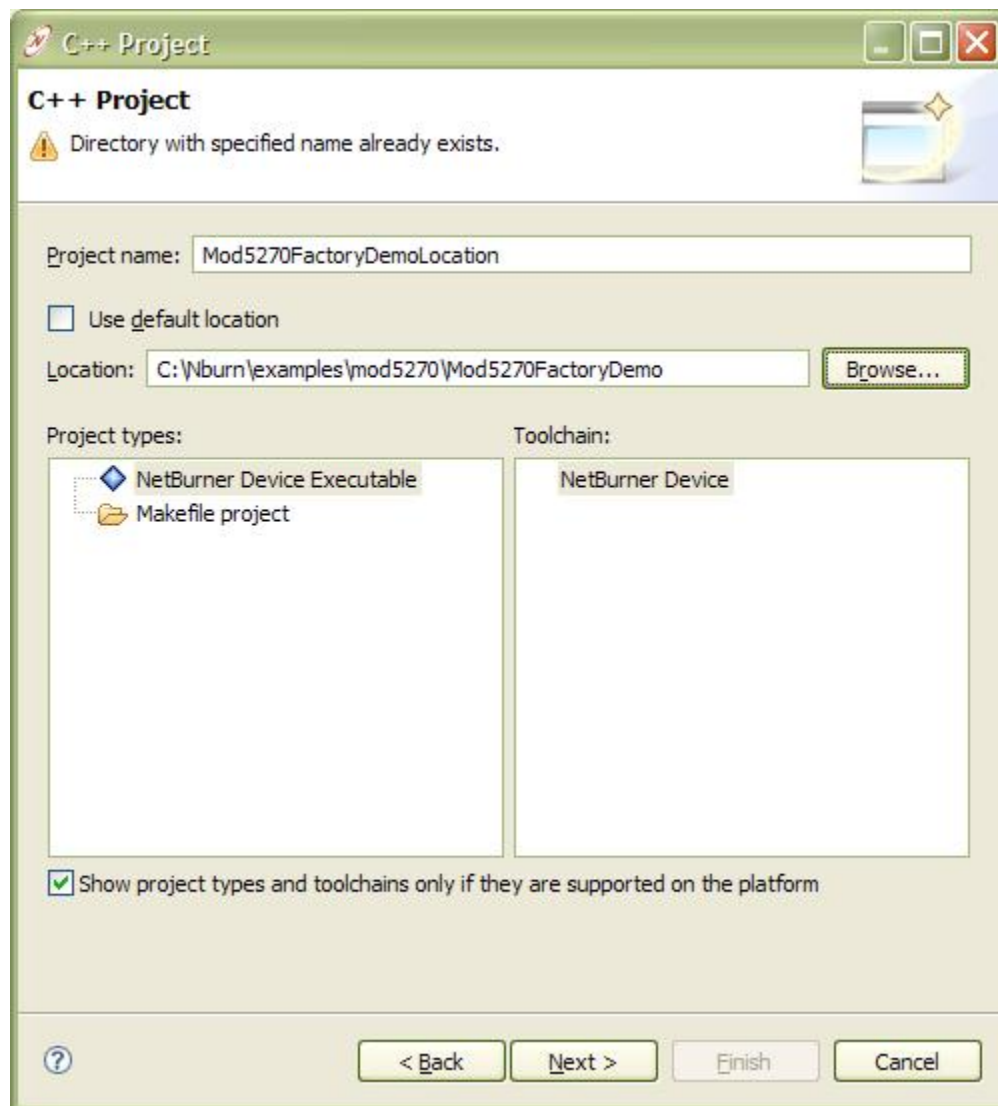 C++ Project
C++ Project
Directory with specified name already exists.
Project name: Mod5270FactoryDemoLocation
Use default location
Location: C:\Nburn\examples\mod5270\Mod5270FactoryDemo Browse...
Project types: Toolchain:
NetBurner Device Executable NetBurner Device
Makefile project
Show project types and toolchains only if they are supported on the platform
? < Back Next > Finish Cancel